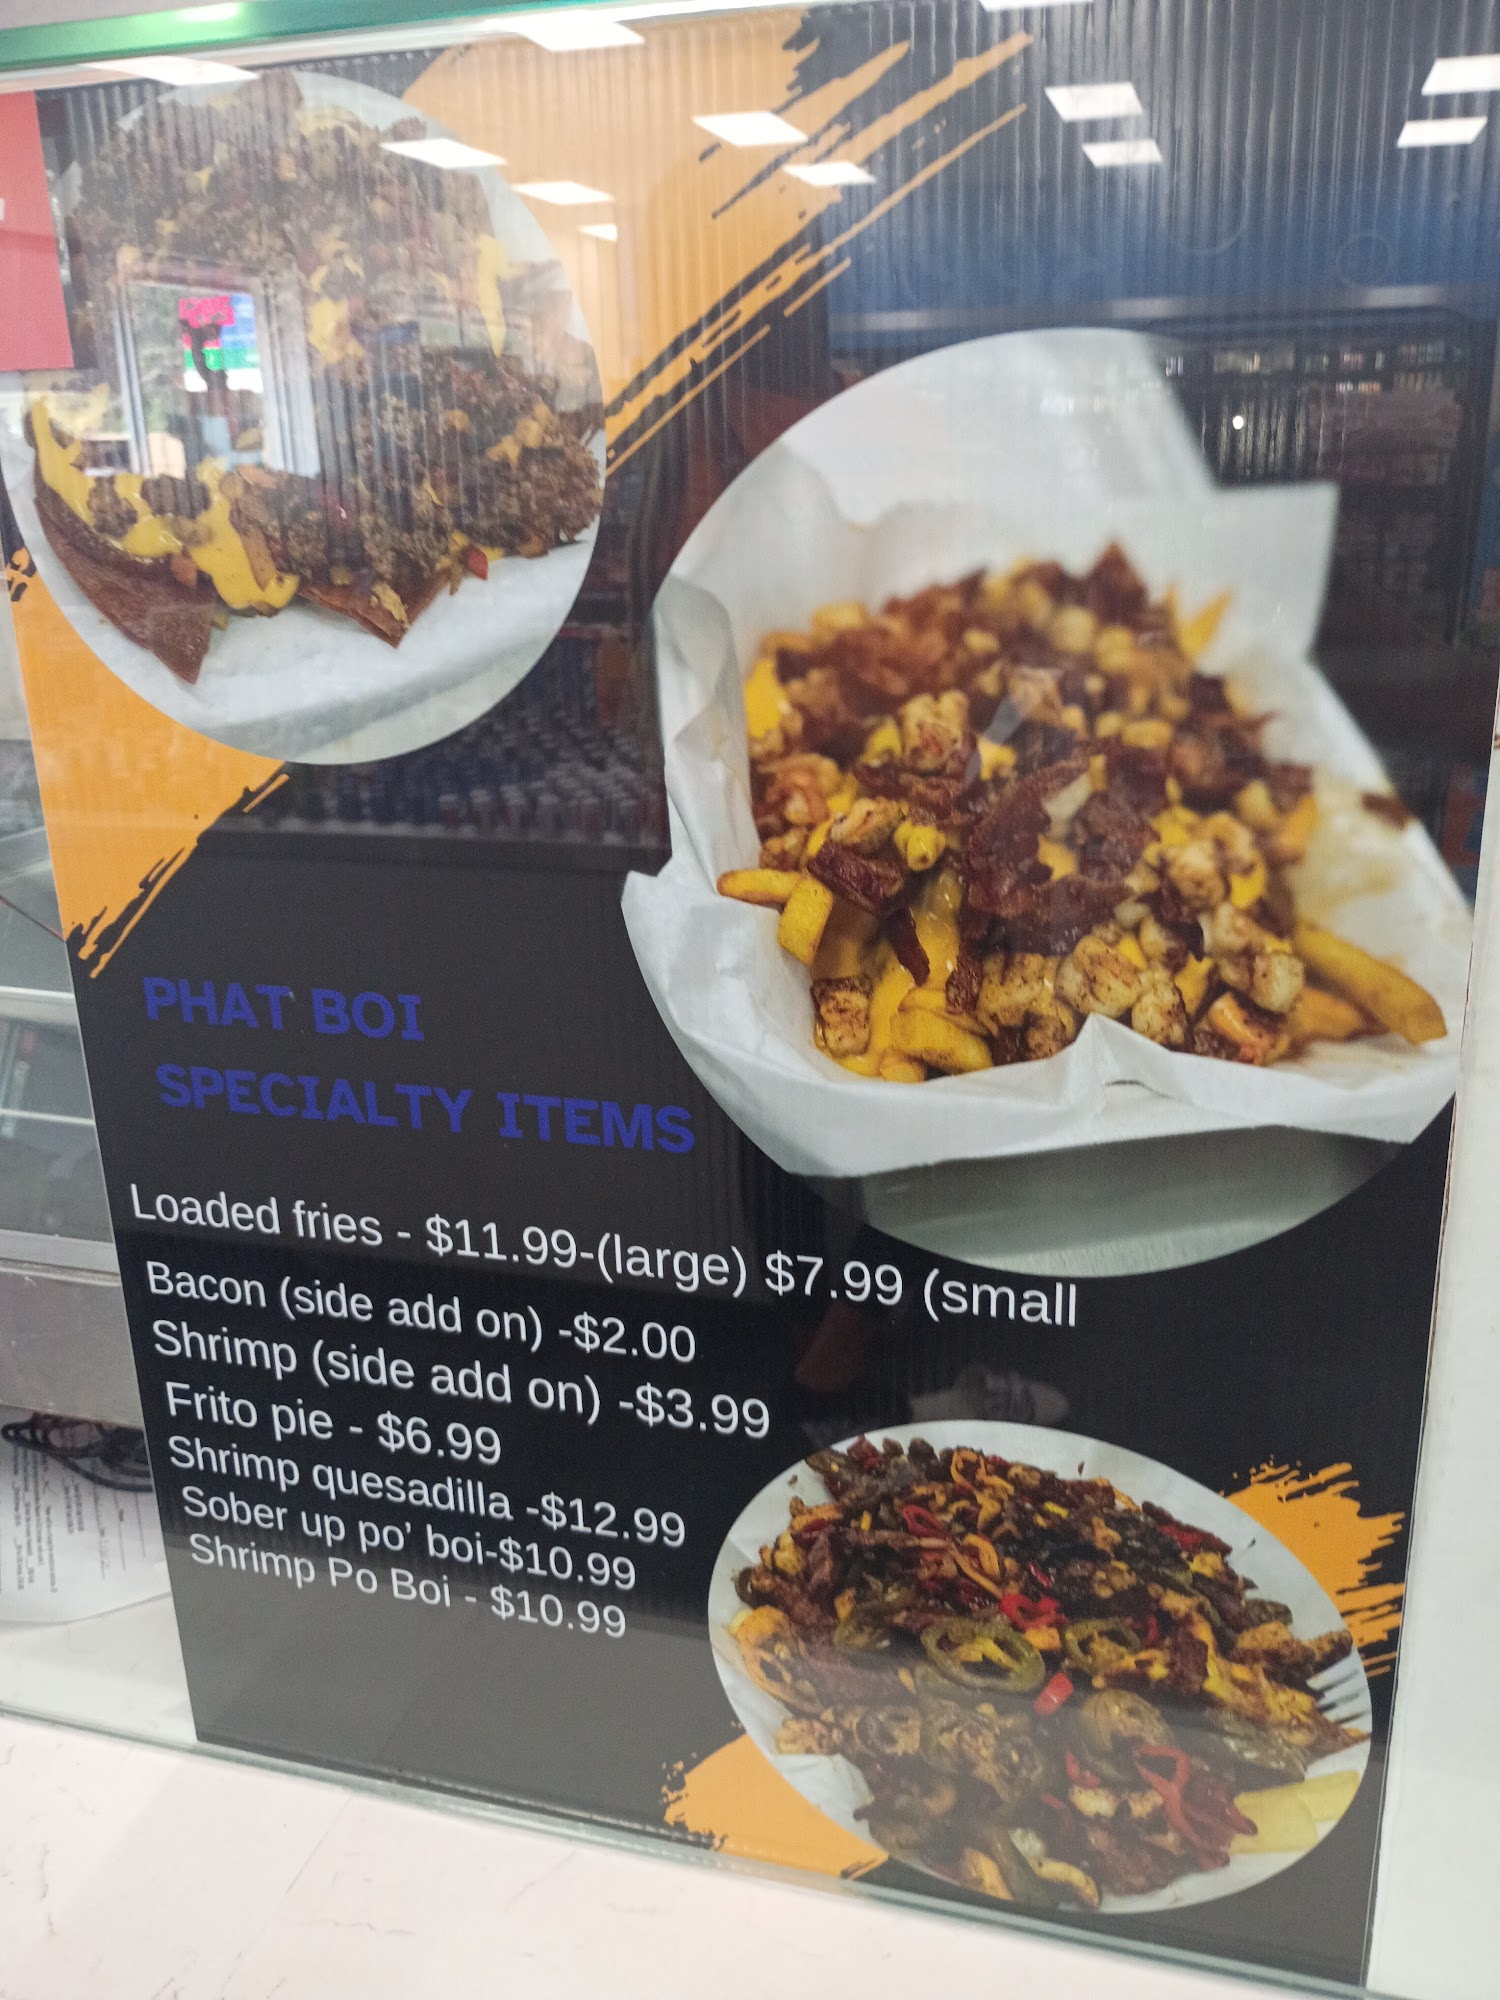 PHAT BOI
SPECIALTY ITEMS
Loaded fries - $11.99-(large) $7.99 (small
Bacon (side add on) -$2.00
Shrimp (side add on) -$3.99
Frito pie - $6.99
Shrimp quesadilla -$12.99
Sober up po' boi-$10.99
Shrimp Po Boi - $10.99